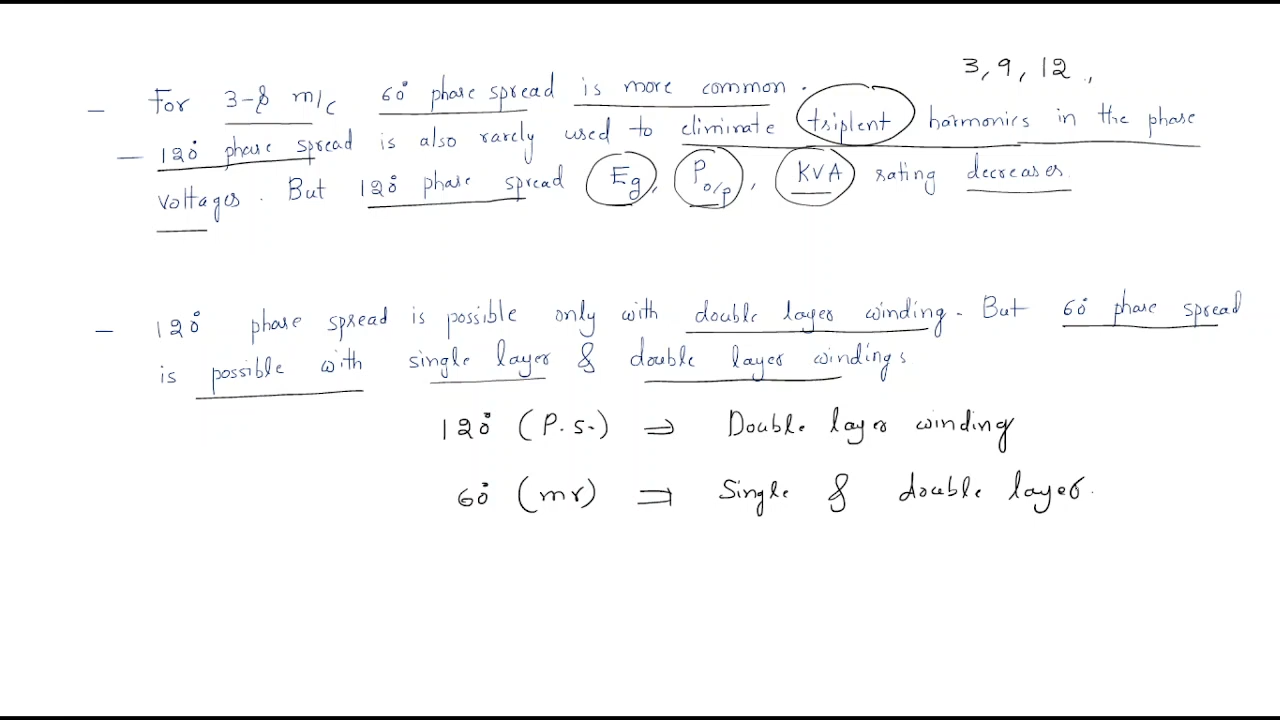 3, 9, 12 ..,
- For 3-ϕ m/c 60° phase spread is more common.
- 120° phase spread is also rarely used to eliminate triplent harmonics in the phase
voltages. But 120° phase spread Eg, Po/p, KVA rating decreases
- 120° phase spread is possible only with double layer winding. But 60° phase spread
is possible with single layer & double layer windings
120° (P.S.) ⇒ Double layer winding
60° (mr) ⇒ Single & double layer.